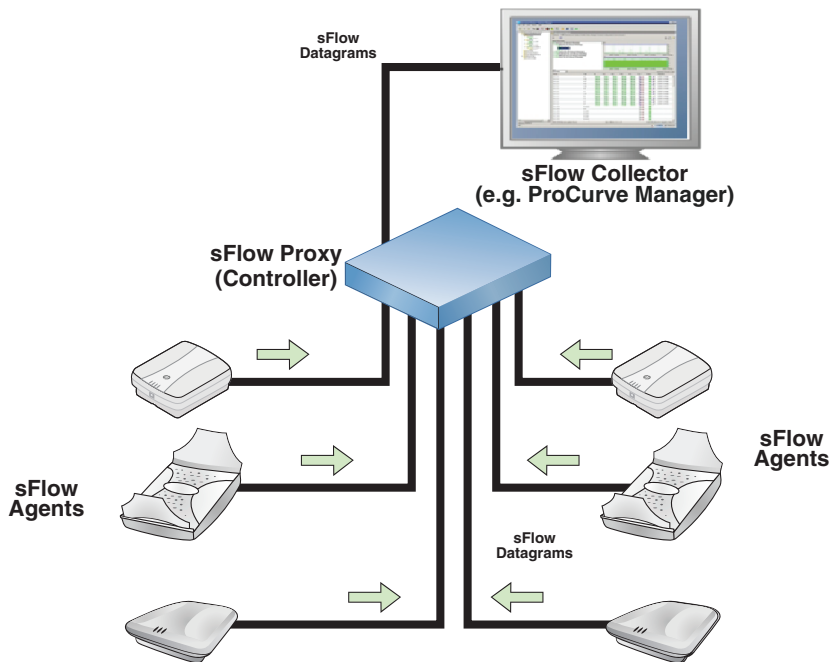 sFlow
Datagrams
sFlow Collector
(e.g. ProCurve Manager)
sFlow Proxy
(Controller)
sFlow
Agents
sFlow
Agents
sFlow
Datagrams